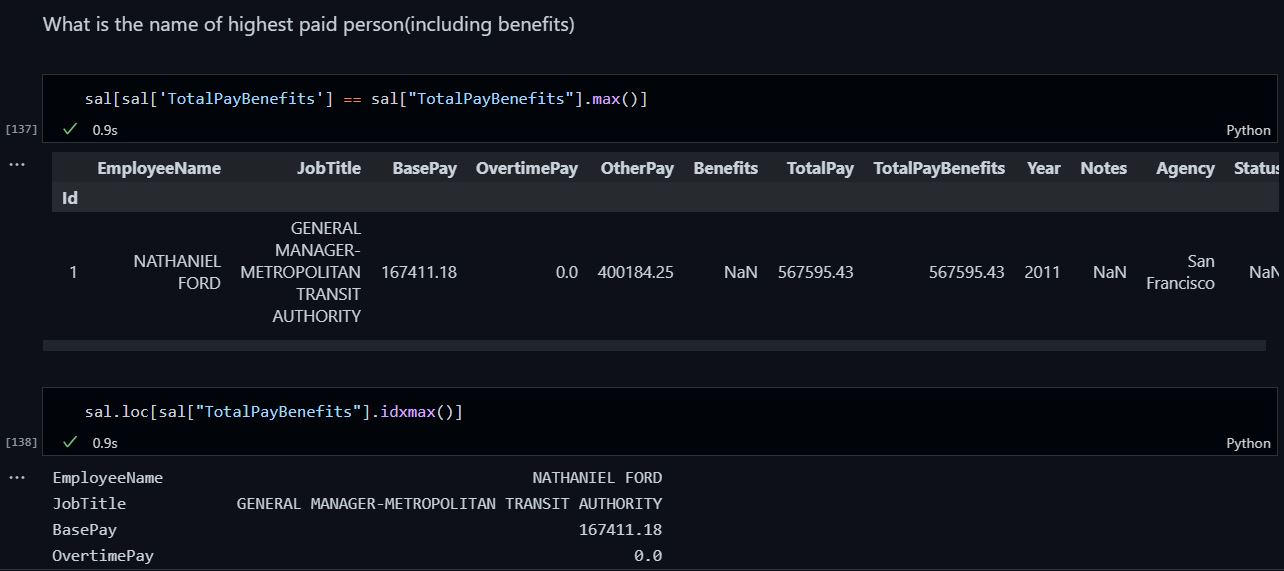 What is the name of highest paid person(including benefits)
sal[sal['TotalPayBenefits'] == sal["TotalPayBenefits"].max()]
[137] 0.9s Python
EmployeeName JobTitle BasePay OvertimePay OtherPay Benefits TotalPay TotalPayBenefits Year Notes Agency Status
Id
GENERAL
MANAGER-
1 NATHANIEL FORD METROPOLITAN 167411.18 0.0 400184.25 NaN 567595.43 567595.43 2011 NaN San Francisco NaN
TRANSIT
AUTHORITY
sal.loc[sal["TotalPayBenefits"].idxmax()]
[138] 0.9s Python
EmployeeName NATHANIEL FORD
JobTitle GENERAL MANAGER-METROPOLITAN TRANSIT AUTHORITY
BasePay 167411.18
OvertimePay 0.0